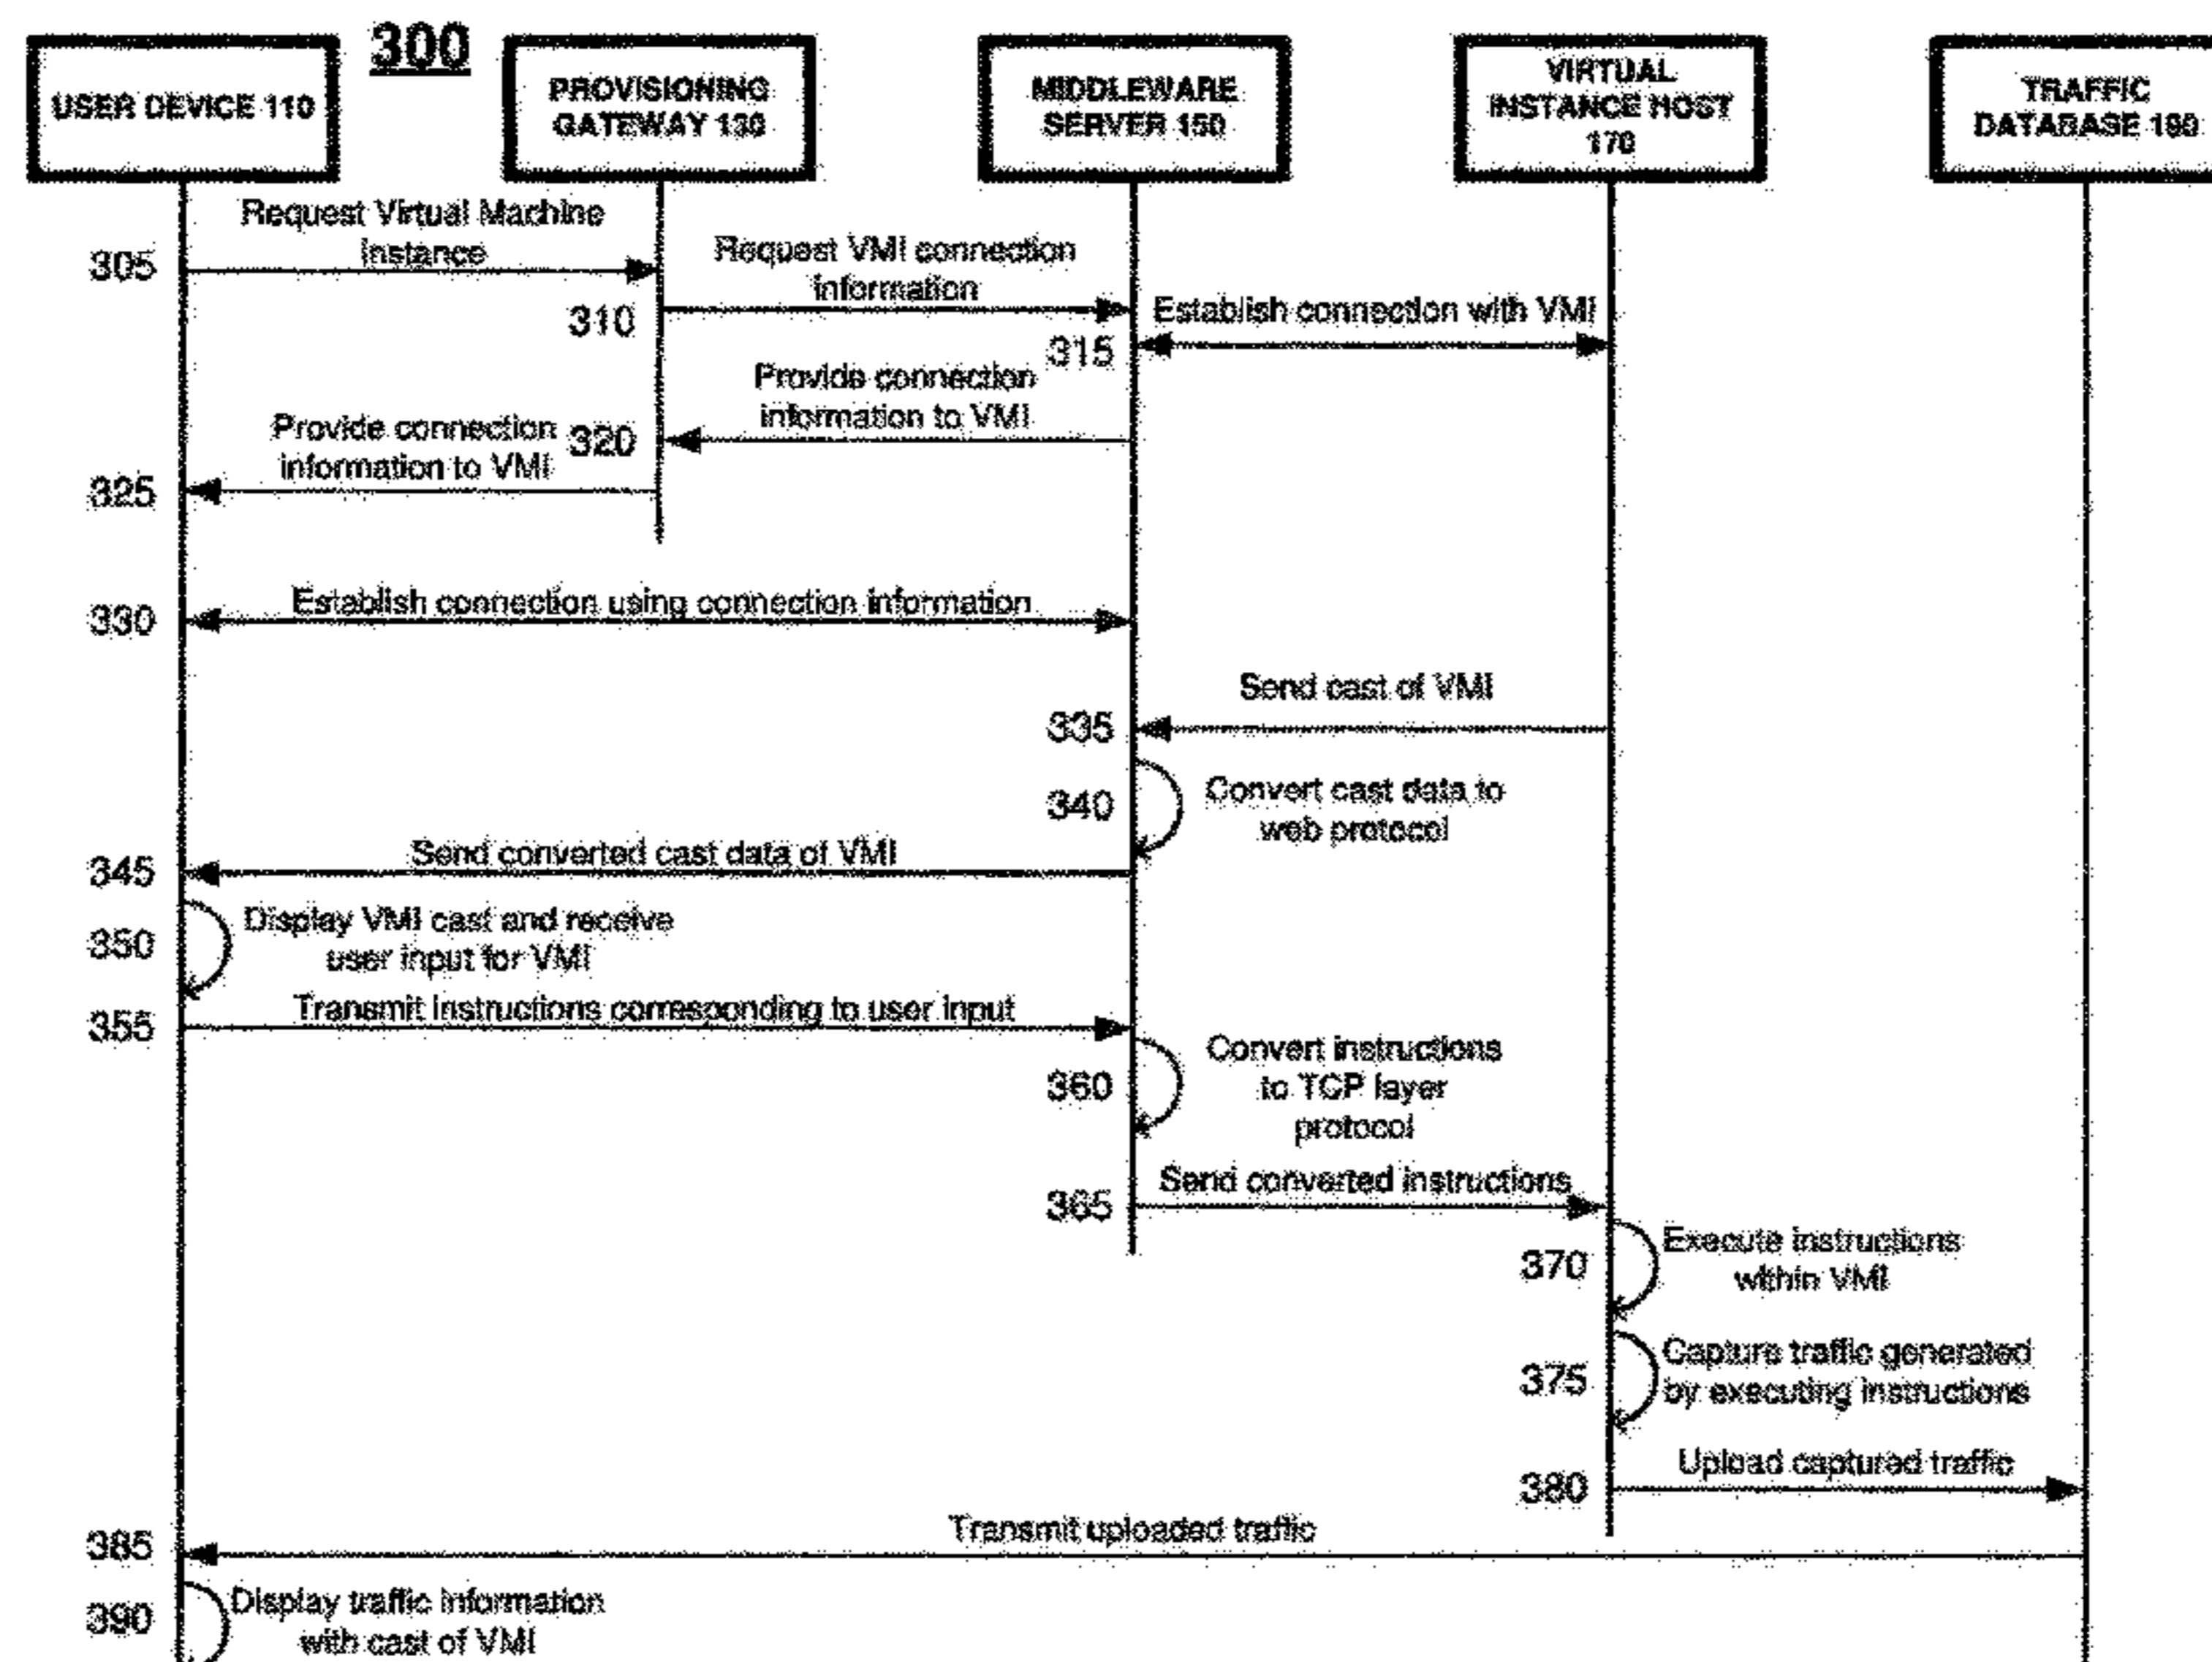 300
USER DEVICE 110
PROVISIONING
GATEWAY 130
MIDDLEWARE
SERVER 150
VIRTUAL
INSTANCE HOST
170
TRAFFIC
DATABASE 190
Request Virtual Machine
Instance
305
Request VMI connection
information
310
Establish connection with VMI
315
Provide connection
information to VMI
320
Provide connection
information to VMI
325
Establish connection using connection information
330
Send cast of VMI
335
340
Convert cast data to
web protocol
Send converted cast data of VMI
345
350
Display VMI cast and receive
user input for VMI
Transmit instructions corresponding to user input
355
360
Convert instructions
to TCP layer
protocol
Send converted instructions
365
370
Execute instructions
within VMI
375
Capture traffic generated
by executing instructions
Upload captured traffic
380
Transmit uploaded traffic
385
390
Display traffic information
with cast of VMI